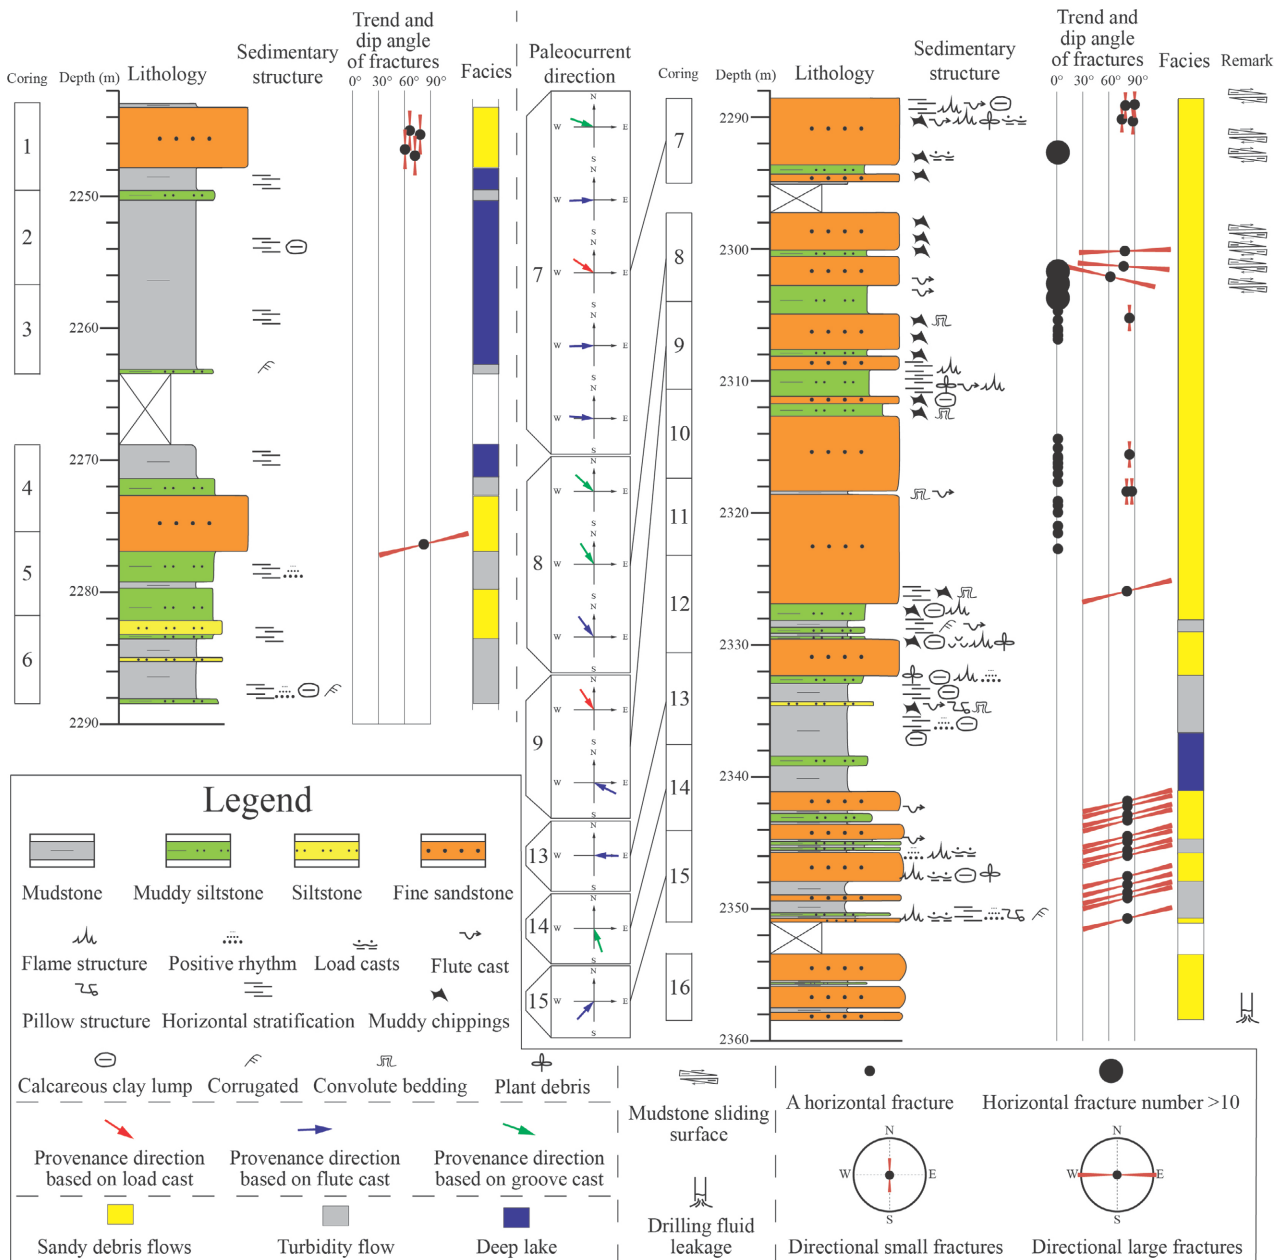 Coring
Depth (m)
Lithology
Sedimentary
structure
Trend and
dip angle
of fractures
0°
30°
60°
90°
Facies
Paleocurrent
direction
Coring
Depth (m)
Lithology
Sedimentary
structure
Trend and
dip angle
of fractures
0°
30°
60°
90°
Facies
Remark
1
2
3
4
5
6
2250
2260
2270
2280
2290
7
8
9
13
14
15
N
W E
S
N
W E
S
N
W E
S
N
W E
S
N
W E
S
N
W E
S
N
W E
S
N
W E
S
N
W E
S
N
W E
S
N
W E
S
N
W E
S
N
W E
S
7
8
9
10
11
12
13
14
15
16
2290
2300
2310
2320
2330
2340
2350
2360
Legend
Mudstone
Muddy siltstone
Siltstone
Fine sandstone
Flame structure
Positive rhythm
Load casts
Flute cast
Pillow structure
Horizontal stratification
Muddy chippings
Calcareous clay lump
Corrugated
Convolute bedding
Plant debris
Provenance direction
based on load cast
Provenance direction
based on flute cast
Provenance direction
based on groove cast
Sandy debris flows
Turbidity flow
Deep lake
Mudstone sliding
surface
Drilling fluid
leakage
A horizontal fracture
Horizontal fracture number >10
N
W E
S
Directional small fractures
N
W E
S
Directional large fractures